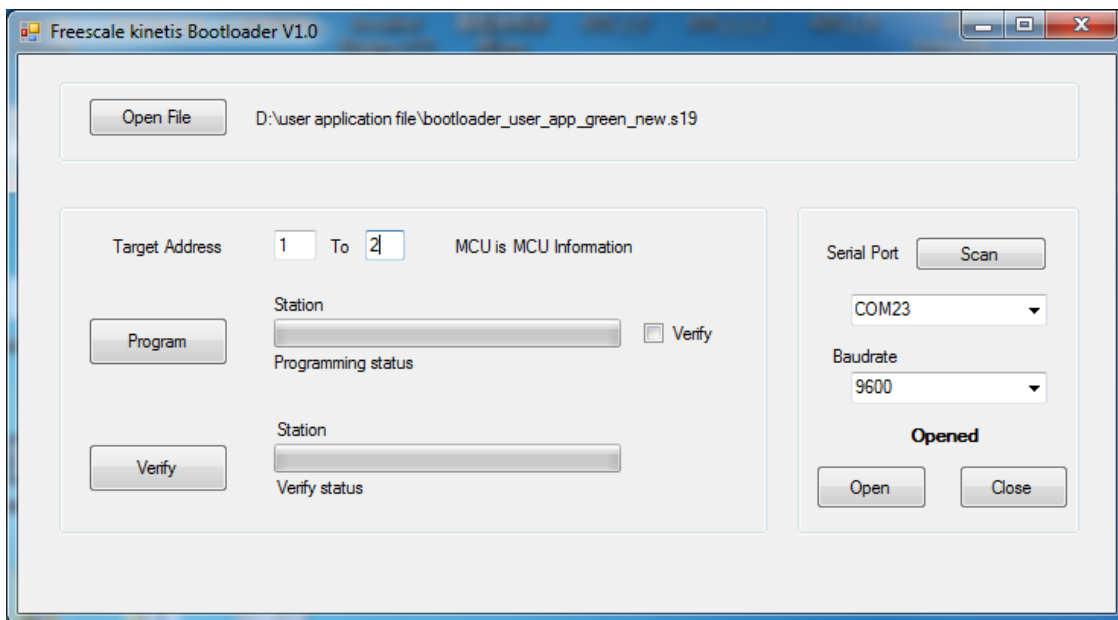 Freescale kinetis Bootloader V1.0
Open File D:\user application file\bootloader_user_app_green_new.s19
Target Address 1 To 2 MCU is MCU Information
Station
Program Verify
Programming status
Station
Verify
Verify status
Serial Port Scan
COM23
Baudrate
9600
Opened
Open Close